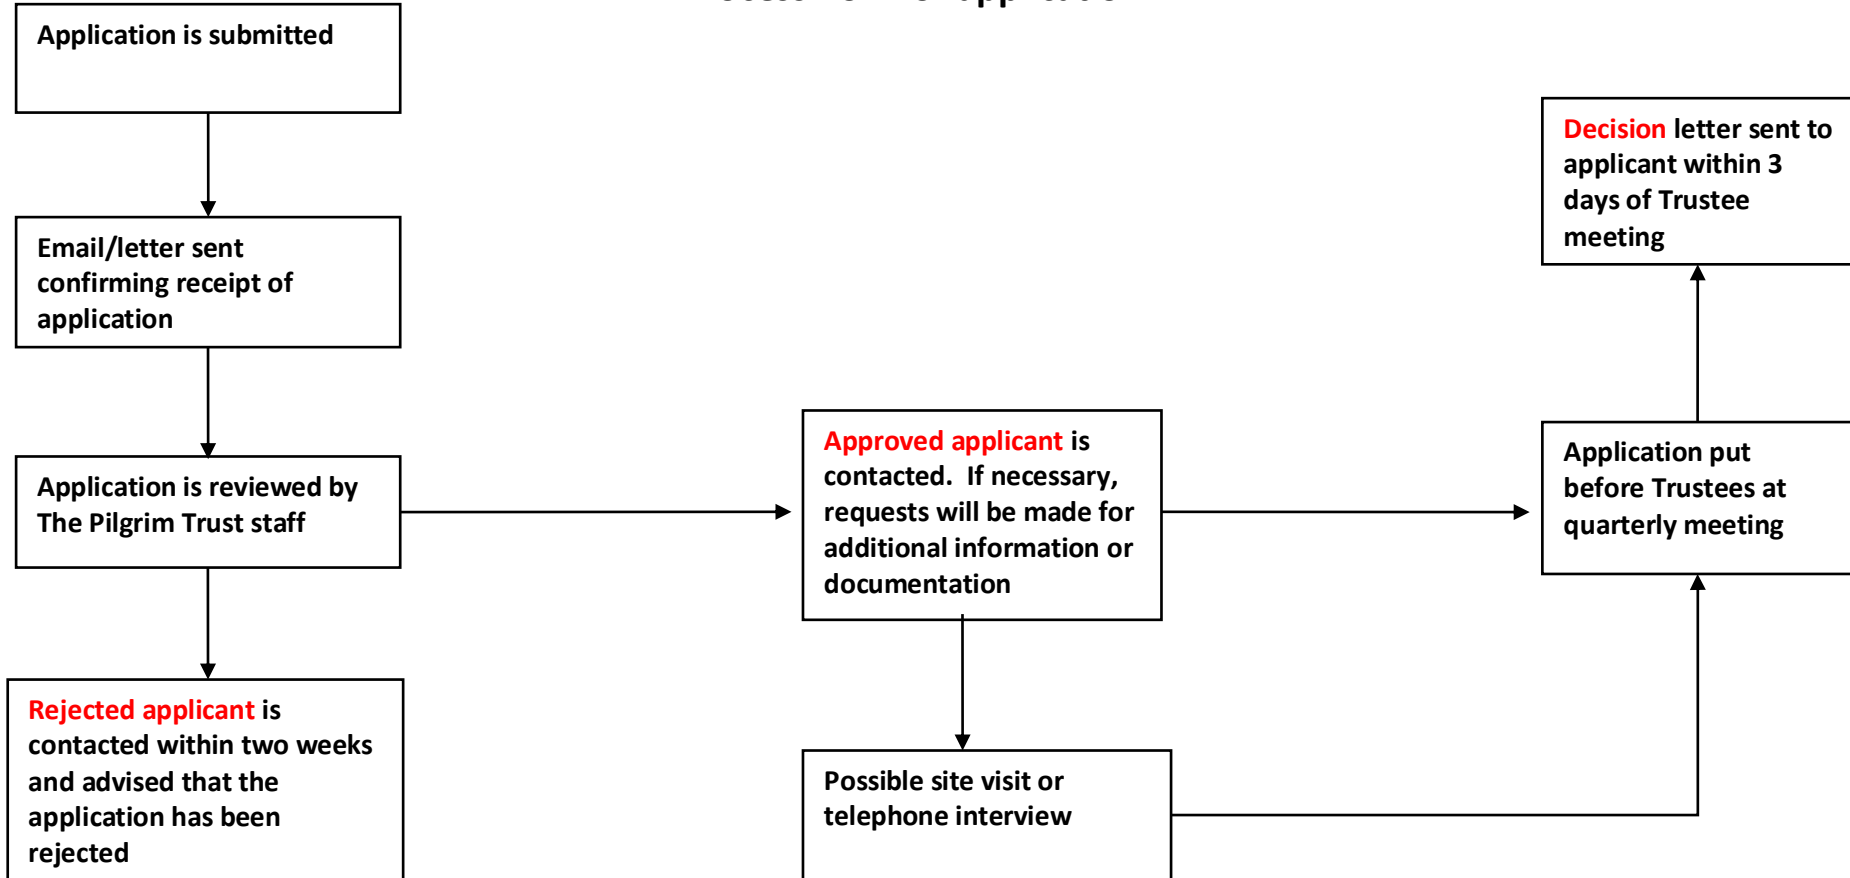 application
Application is submitted
Email/letter sent
confirming receipt of
application
Application is reviewed by
The Pilgrim Trust staff
Rejected applicant is
contacted within two weeks
and advised that the
application has been
rejected
Approved applicant is
contacted.  If necessary,
requests will be made for
additional information or
documentation
Possible site visit or
telephone interview
Application put
before Trustees at
quarterly meeting
Decision letter sent to
applicant within 3
days of Trustee
meeting